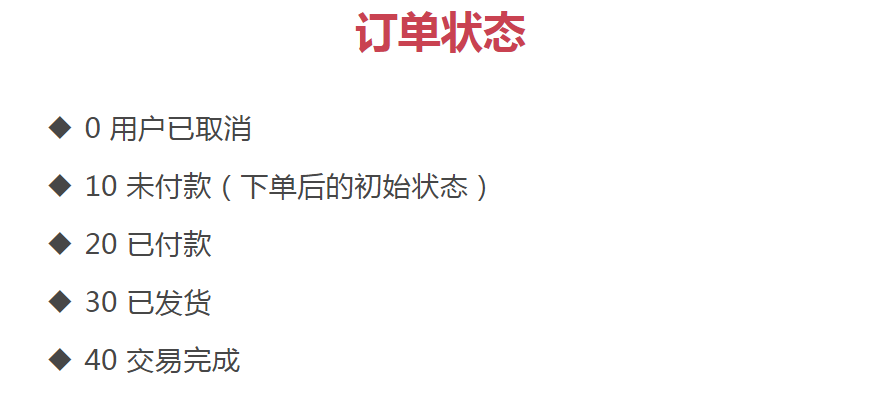 订单状态
◆ 0 用户已取消
◆ 10 未付款（下单后的初始状态）
◆ 20 已付款
◆ 30 已发货
◆ 40 交易完成